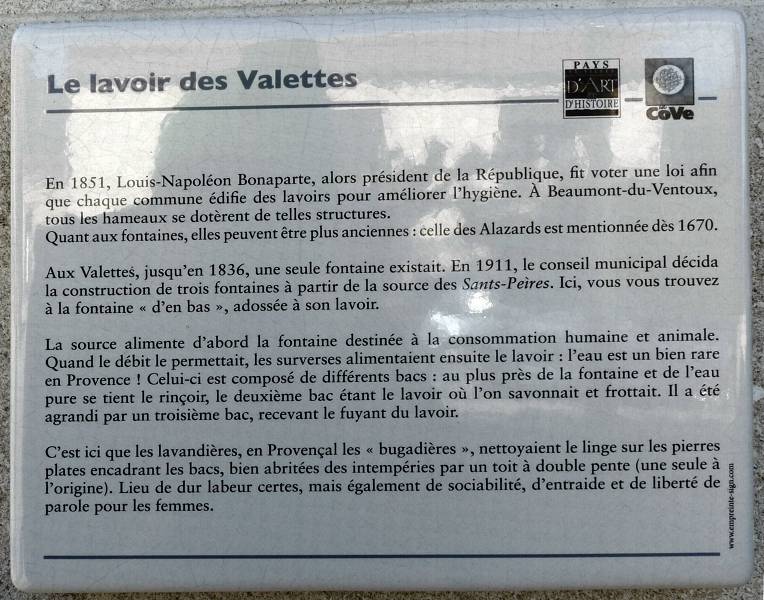 Le lavoir des Valettes
PAYS
D'ART
D'HISTOIRE
CoVe
En 1851, Louis-Napoléon Bonaparte, alors président de la République, fit voter une loi afin
que chaque commune édifie des lavoirs pour améliorer l'hygiène. À Beaumont-du-Ventoux,
tous les hameaux se dotèrent de telles structures.
Quant aux fontaines, elles peuvent être plus anciennes : celle des Alazards est mentionnée dès 1670.
Aux Valettes, jusqu'en 1836, une seule fontaine existait. En 1911, le conseil municipal décida
la construction de trois fontaines à partir de la source des Sants-Peires. Ici, vous vous trouvez
à la fontaine « d'en bas », adossée à son lavoir.
La source alimente d'abord la fontaine destinée à la consommation humaine et animale.
Quand le débit le permettait, les surverses alimentaient ensuite le lavoir : l'eau est un bien rare
en Provence ! Celui-ci est composé de différents bacs : au plus près de la fontaine et de l'eau
pure se tient le rinçoir, le deuxième bac étant le lavoir où l'on savonnait et frottait. Il a été
agrandi par un troisième bac, recevant le fuyant du lavoir.
C'est ici que les lavandières, en Provençal les « bugadières », nettoyaient le linge sur les pierres
plates encadrant les bacs, bien abritées des intempéries par un toit à double pente (une seule à
l'origine). Lieu de dur labeur certes, mais également de sociabilité, d'entraide et de liberté de
parole pour les femmes.
www.empreinte-sign.com